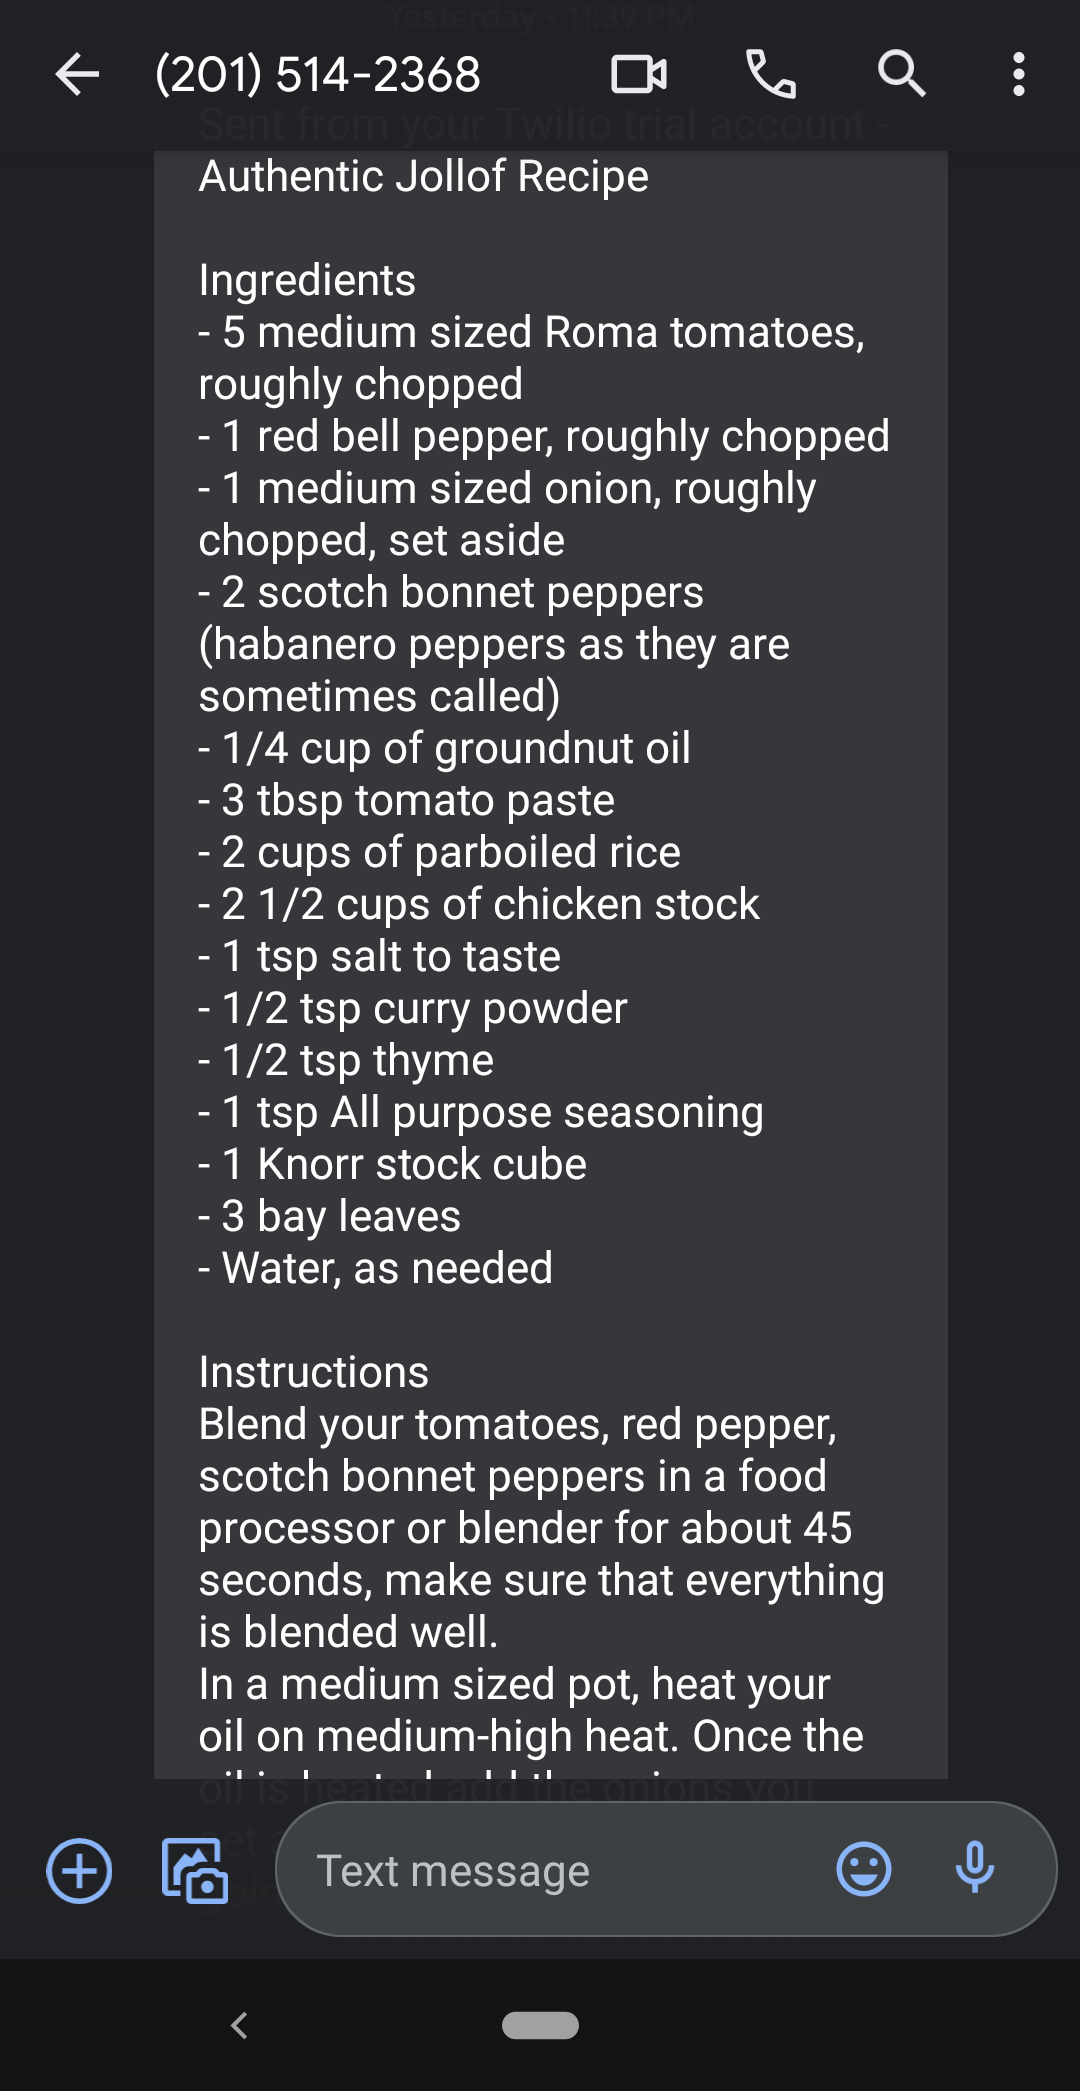 Yesterday • 11:39 PM
(201) 514-2368
Sent from your Twilio trial account -
Authentic Jollof Recipe
Ingredients
- 5 medium sized Roma tomatoes,
roughly chopped
- 1 red bell pepper, roughly chopped
- 1 medium sized onion, roughly
chopped, set aside
- 2 scotch bonnet peppers
(habanero peppers as they are
sometimes called)
- 1/4 cup of groundnut oil
- 3 tbsp tomato paste
- 2 cups of parboiled rice
- 2 1/2 cups of chicken stock
- 1 tsp salt to taste
- 1/2 tsp curry powder
- 1/2 tsp thyme
- 1 tsp All purpose seasoning
- 1 Knorr stock cube
- 3 bay leaves
- Water, as needed
Instructions
Blend your tomatoes, red pepper,
scotch bonnet peppers in a food
processor or blender for about 45
seconds, make sure that everything
is blended well.
In a medium sized pot, heat your
oil on medium-high heat. Once the
oil is heated add the onions you
Text message